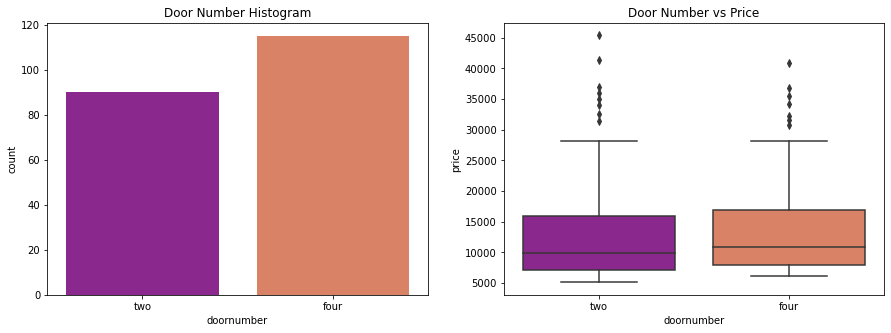 Door Number Histogram
120
100
80
60
40
20
0
count
two
four
doornumber
Door Number vs Price
45000
40000
35000
30000
25000
20000
15000
10000
5000
price
two
four
doornumber